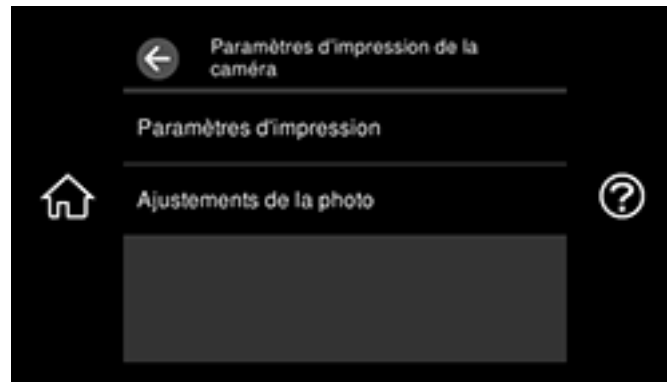 Paramètres d'impression de la
caméra
Paramètres d'impression
Ajustements de la photo